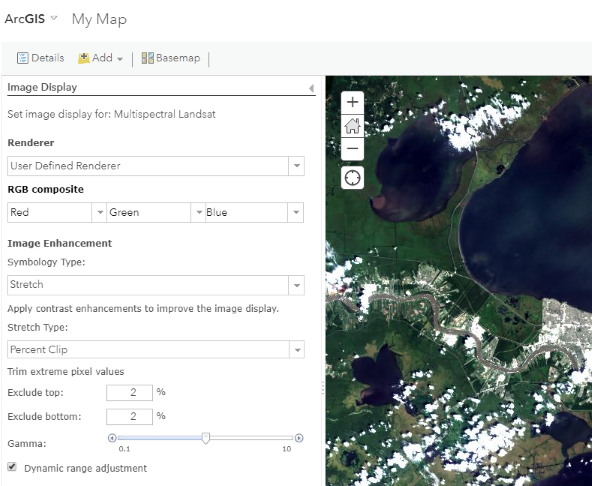 ArcGIS My Map
Details Add Basemap
Image Display
Set image display for: Multispectral Landsat
Renderer
User Defined Renderer
RGB composite
Red Green Blue
Image Enhancement
Symbology Type:
Stretch
Apply contrast enhancements to improve the image display.
Stretch Type:
Percent Clip
Trim extreme pixel values
Exclude top: 2 %
Exclude bottom: 2 %
Gamma:
0.1 10
Dynamic range adjustment